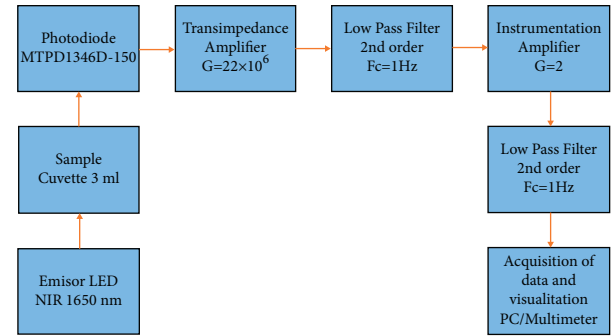 Photodiode
MTPD1346D-150
Transimpedance
Amplifier
G=22×10⁶
Low Pass Filter
2nd order
Fc=1Hz
Instrumentation
Amplifier
G=2
Sample
Cuvette 3 ml
Low Pass Filter
2nd order
Fc=1Hz
Emisor LED
NIR 1650 nm
Acquisition of
data and
visualitation
PC/Multimeter